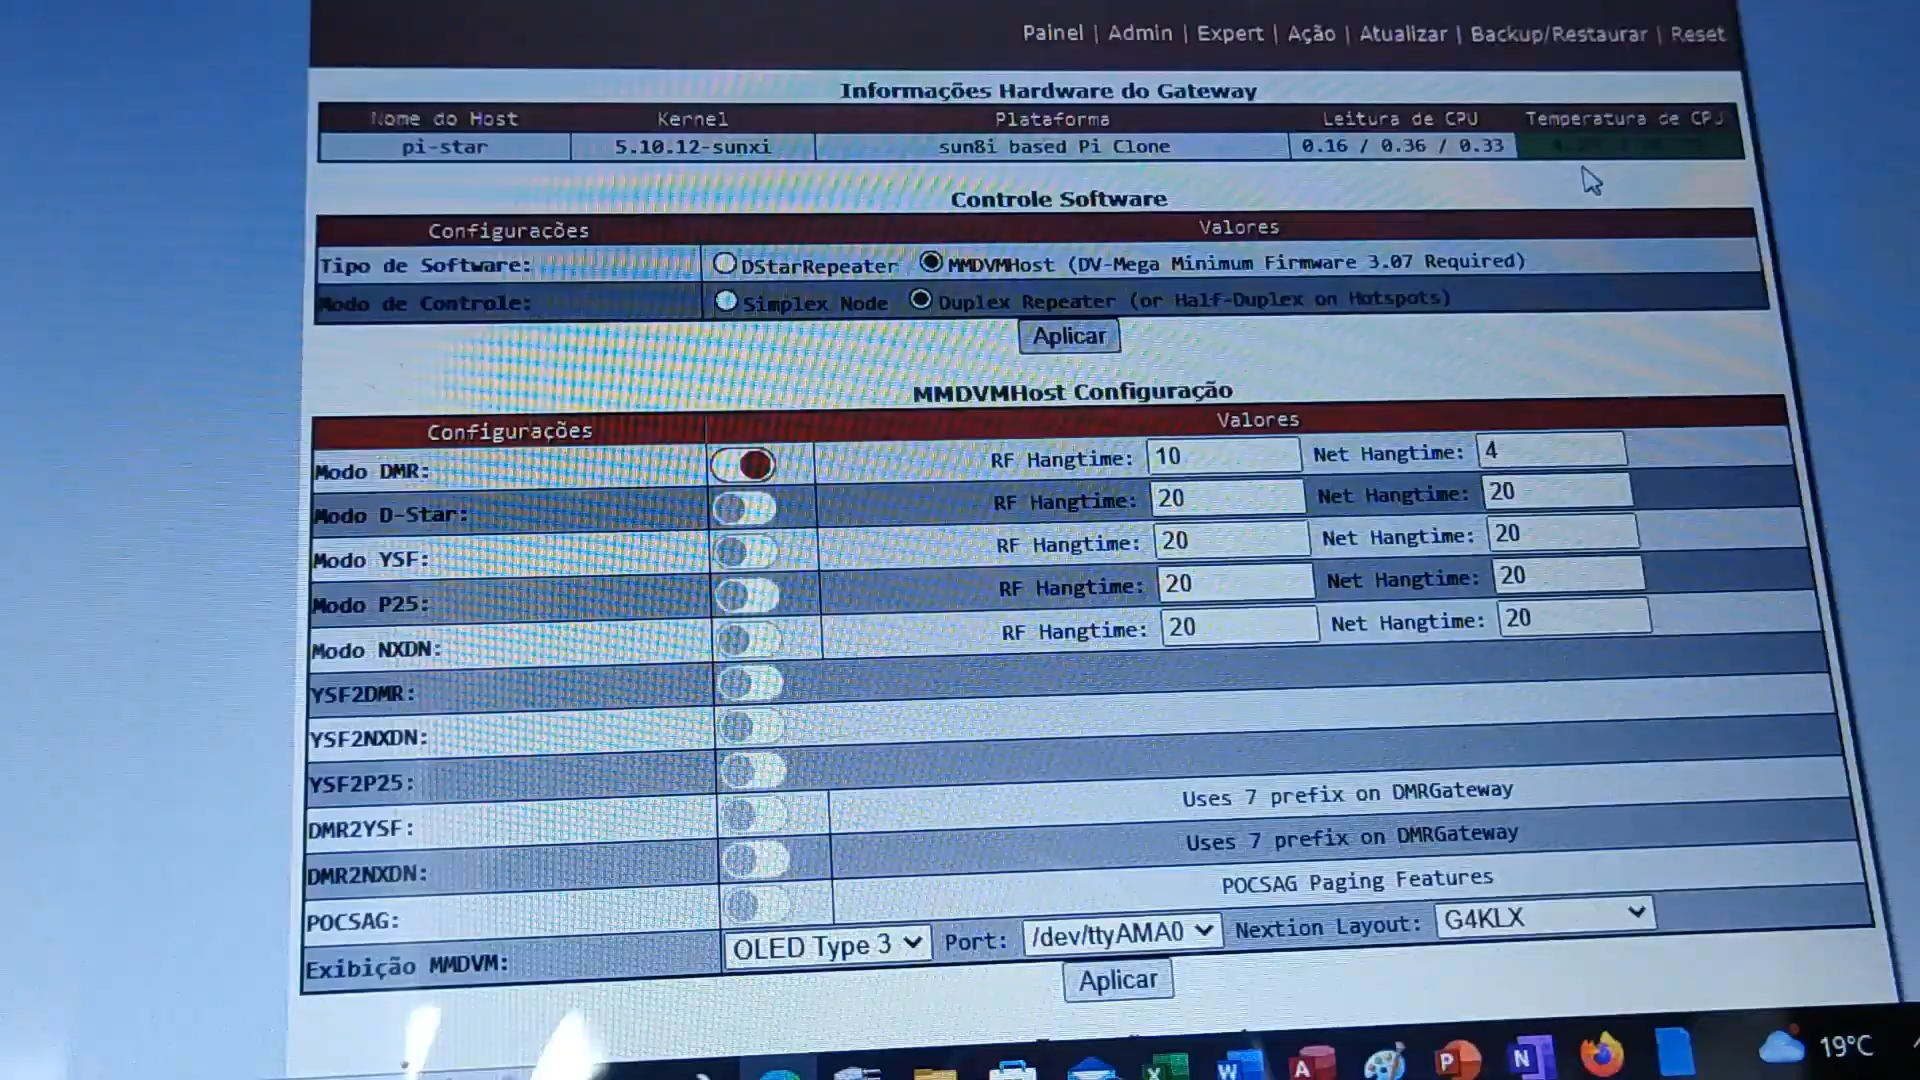 Painel | Admin | Expert | Ação | Atualizar | Backup/Restaurar | Reset
Informações Hardware do Gateway
Nome do Host Kernel Plataforma Leitura de CPU Temperatura de CPU
pi-star 5.10.12-sunxi sun8i based Pi Clone 0.16 / 0.36 / 0.33
Controle Software
Configurações Valores
Tipo de Software: DStarRepeater MMDVMHost (DV-Mega Minimum Firmware 3.07 Required)
Modo de Controle: Simplex Node Duplex Repeater (or Half-Duplex on Hotspots)
Aplicar
MMDVMHost Configuração
Configurações Valores
Modo DMR: RF Hangtime: 10 Net Hangtime: 4
Modo D-Star: RF Hangtime: 20 Net Hangtime: 20
Modo YSF: RF Hangtime: 20 Net Hangtime: 20
Modo P25: RF Hangtime: 20 Net Hangtime: 20
Modo NXDN: RF Hangtime: 20 Net Hangtime: 20
YSF2DMR:
YSF2NXDN:
YSF2P25:
DMR2YSF: Uses 7 prefix on DMRGateway
DMR2NXDN: Uses 7 prefix on DMRGateway
POCSAG: POCSAG Paging Features
Exibição MMDVM: OLED Type 3 Port: /dev/ttyAMA0 Nextion Layout: G4KLX
Aplicar
X W A P N 19°C